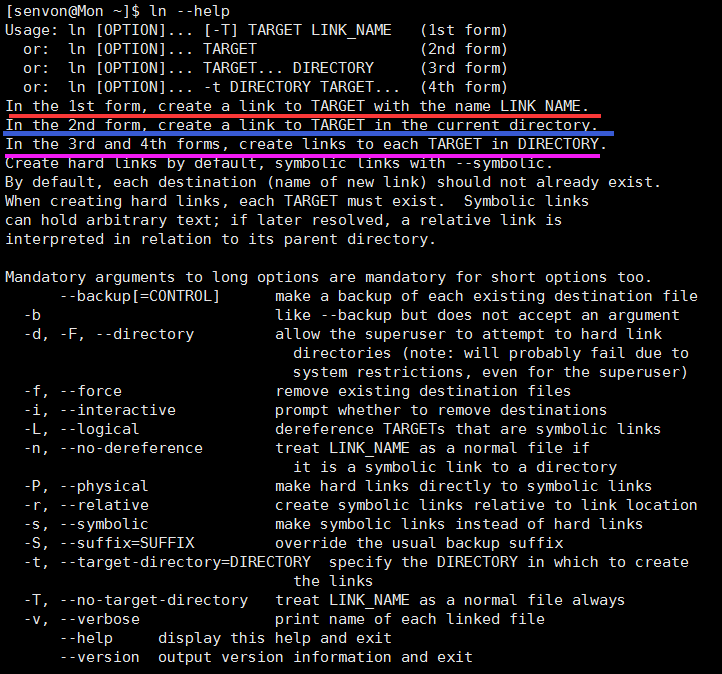 [senvon@Mon ~]$ ln --help
Usage: ln [OPTION]... [-T] TARGET LINK_NAME   (1st form)
  or:  ln [OPTION]... TARGET                  (2nd form)
  or:  ln [OPTION]... TARGET... DIRECTORY     (3rd form)
  or:  ln [OPTION]... -t DIRECTORY TARGET...  (4th form)
In the 1st form, create a link to TARGET with the name LINK_NAME.
In the 2nd form, create a link to TARGET in the current directory.
In the 3rd and 4th forms, create links to each TARGET in DIRECTORY.
Create hard links by default, symbolic links with --symbolic.
By default, each destination (name of new link) should not already exist.
When creating hard links, each TARGET must exist.  Symbolic links
can hold arbitrary text; if later resolved, a relative link is
interpreted in relation to its parent directory.

Mandatory arguments to long options are mandatory for short options too.
      --backup[=CONTROL]      make a backup of each existing destination file
  -b                          like --backup but does not accept an argument
  -d, -F, --directory         allow the superuser to attempt to hard link
                                directories (note: will probably fail due to
                                system restrictions, even for the superuser)
  -f, --force                 remove existing destination files
  -i, --interactive           prompt whether to remove destinations
  -L, --logical               dereference TARGETs that are symbolic links
  -n, --no-dereference        treat LINK_NAME as a normal file if
                                it is a symbolic link to a directory
  -P, --physical              make hard links directly to symbolic links
  -r, --relative              create symbolic links relative to link location
  -s, --symbolic              make symbolic links instead of hard links
  -S, --suffix=SUFFIX         override the usual backup suffix
  -t, --target-directory=DIRECTORY  specify the DIRECTORY in which to create
                                the links
  -T, --no-target-directory   treat LINK_NAME as a normal file always
  -v, --verbose               print name of each linked file
      --help     display this help and exit
      --version  output version information and exit